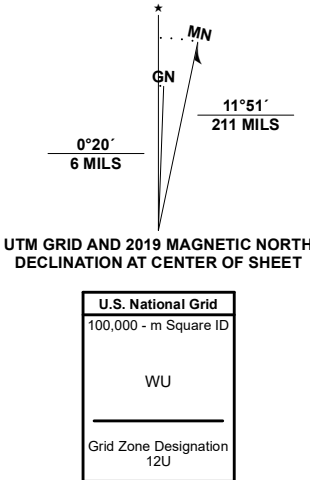 ★
MN
GN
11°51´
211 MILS
0°20´
6 MILS
UTM GRID AND 2019 MAGNETIC NORTH
DECLINATION AT CENTER OF SHEET
U.S. National Grid
100,000 - m Square ID
WU
Grid Zone Designation
12U